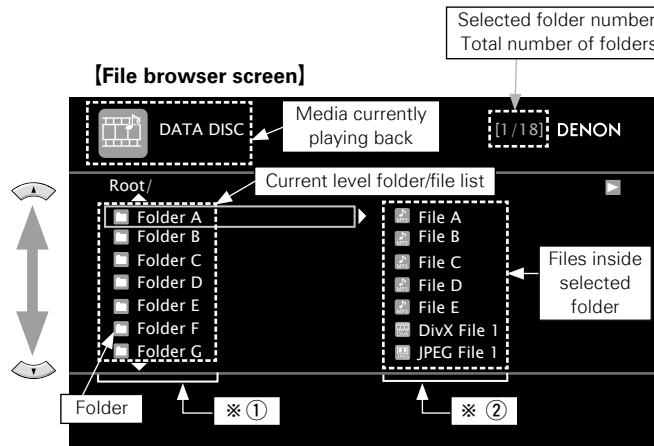 Selected folder number
Total number of folders
【File browser screen】
DATA DISC
Media currently
playing back
[1/18]
DENON
Root/
Current level folder/file list
Folder A
Folder B
Folder C
Folder D
Folder E
Folder F
Folder G
File A
File B
File C
File D
File E
DivX File 1
JPEG File 1
Files inside
selected
folder
Folder
※ ①
※ ②